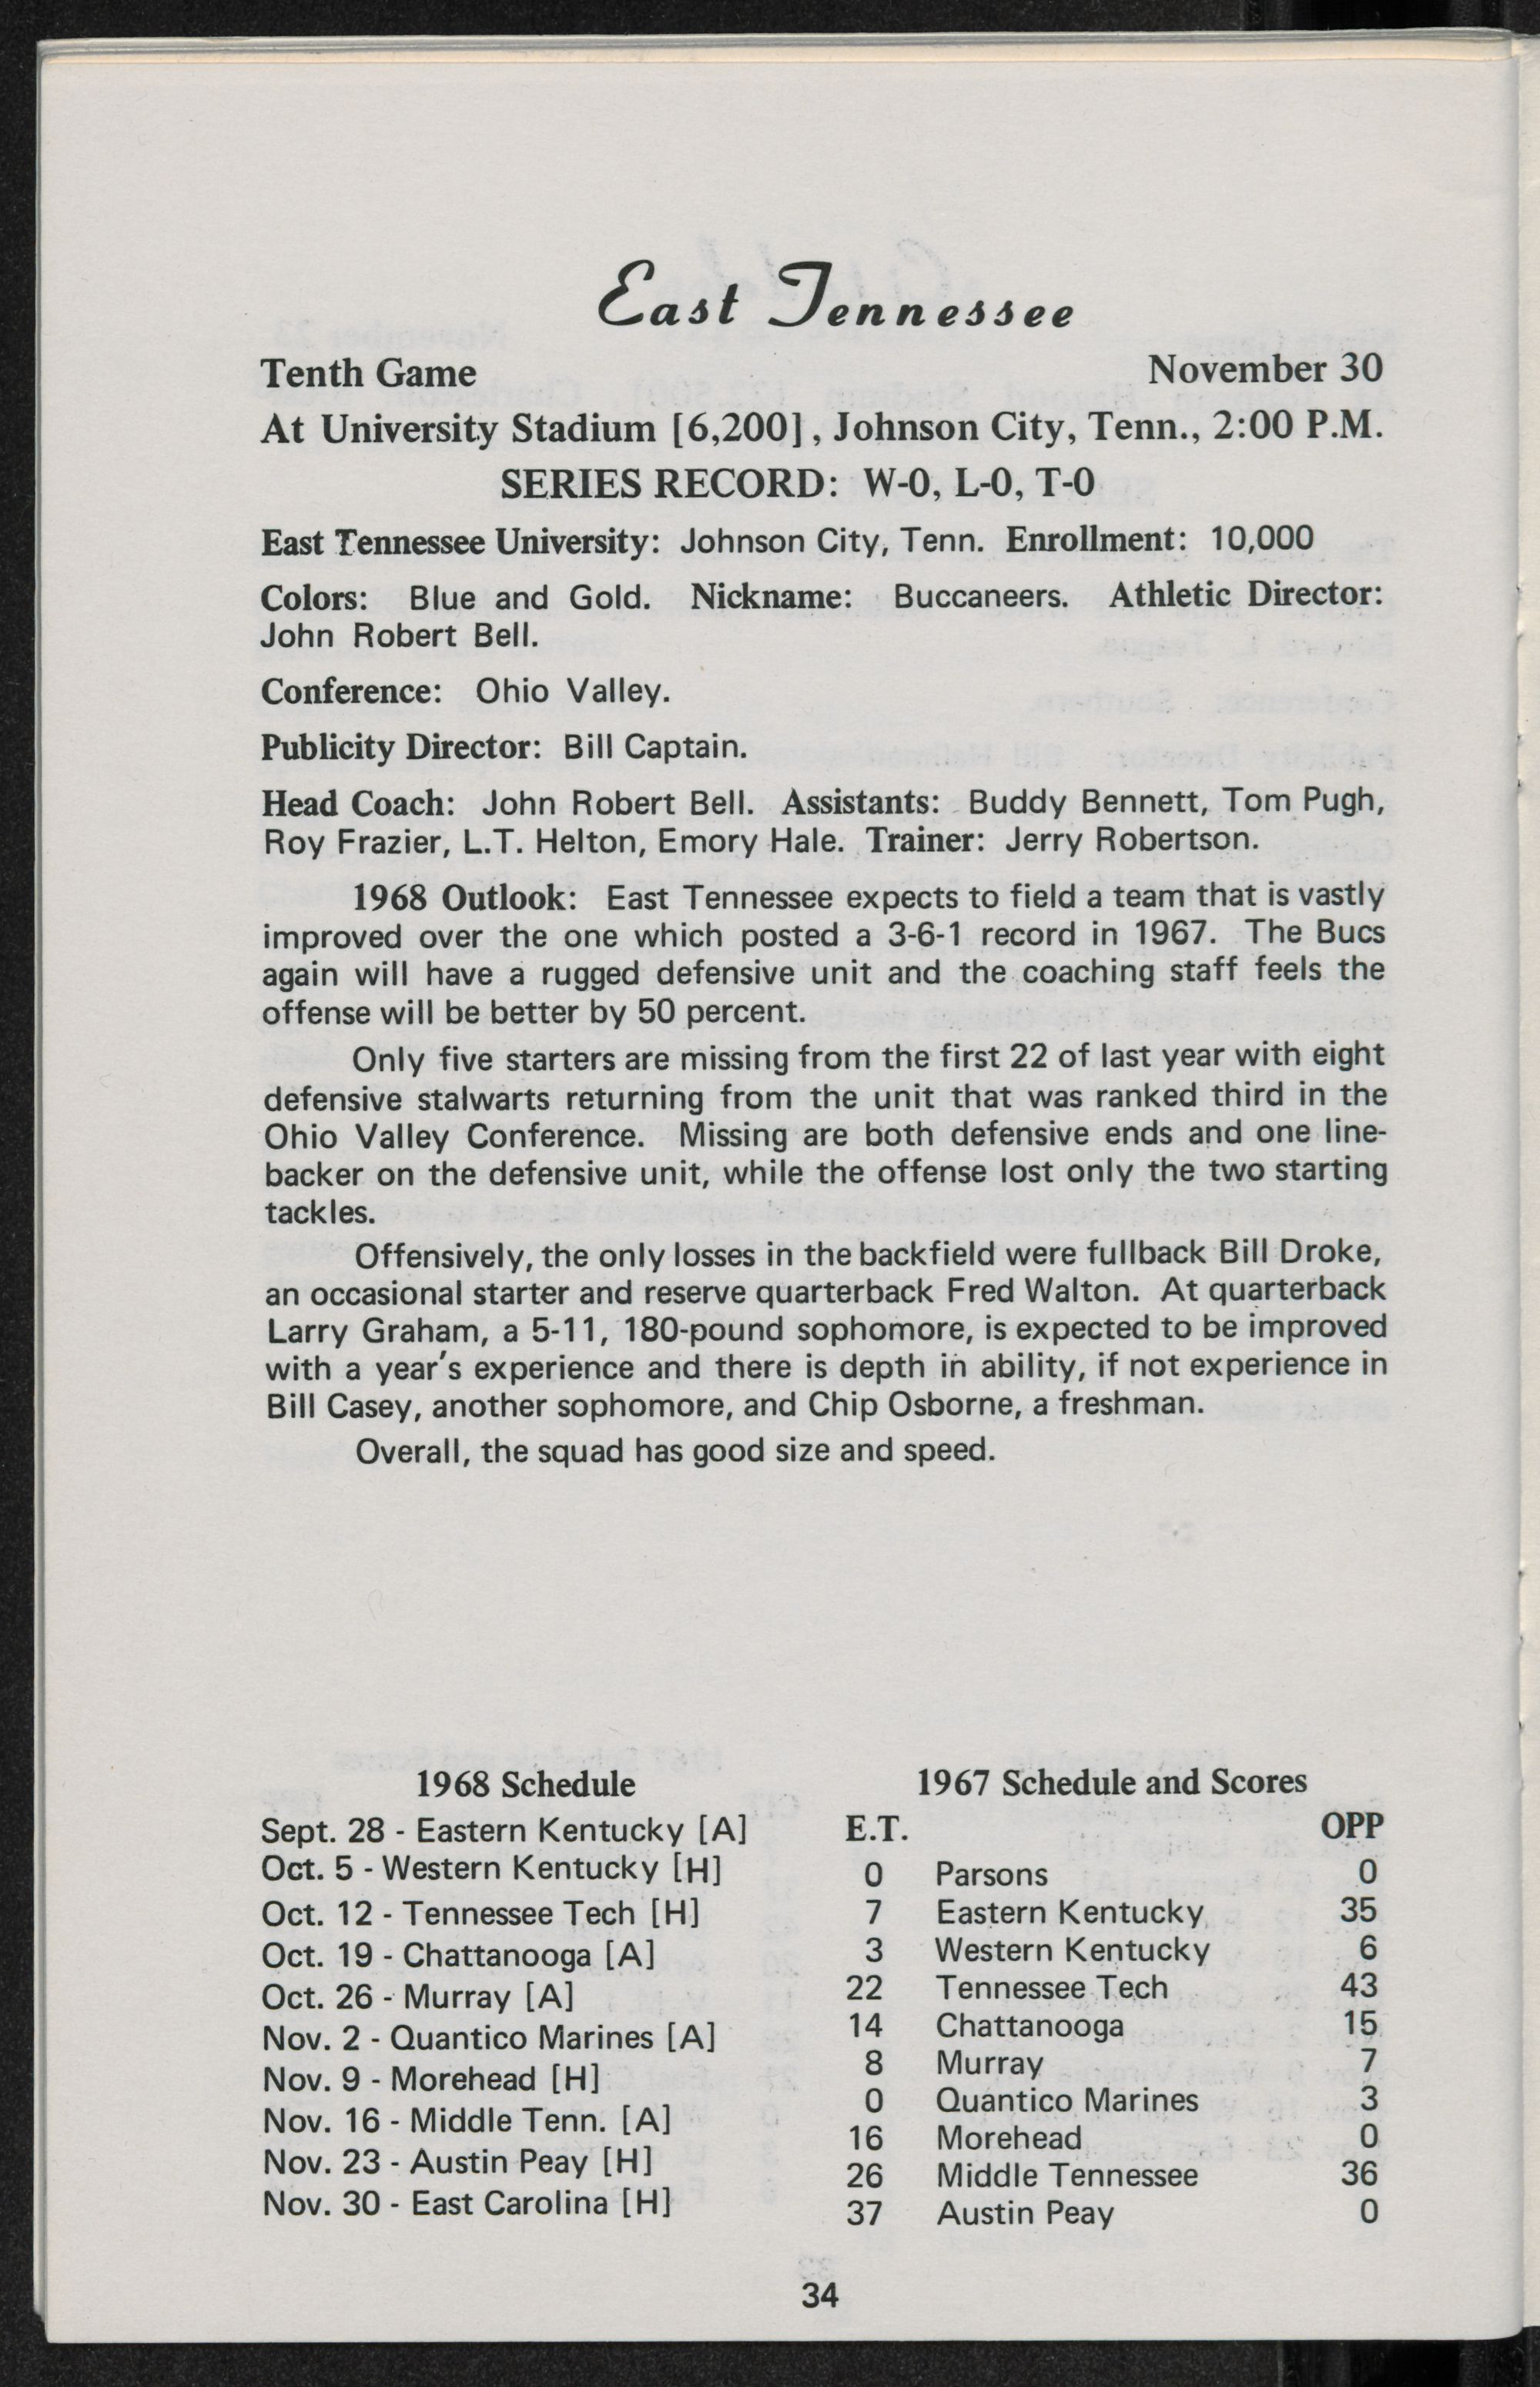 East Tennessee
Tenth Game November 30
At University Stadium [6,200], Johnson City, Tenn., 2:00 P.M.
SERIES RECORD: W-0, L-0, T-0
East Tennessee University: Johnson City, Tenn. Enrollment: 10,000
Colors: Blue and Gold. Nickname: Buccaneers. Athletic Director:
John Robert Bell.
Conference: Ohio Valley.
Publicity Director: Bill Captain.
Head Coach: John Robert Bell. Assistants: Buddy Bennett, Tom Pugh,
Roy Frazier, L.T. Helton, Emory Hale. Trainer: Jerry Robertson.
1968 Outlook: East Tennessee expects to field a team that is vastly
improved over the one which posted a 3-6-1 record in 1967. The Bucs
again will have a rugged defensive unit and the coaching staff feels the
offense will be better by 50 percent.
Only five starters are missing from the first 22 of last year with eight
defensive stalwarts returning from the unit that was ranked third in the
Ohio Valley Conference. Missing are both defensive ends and one line-
backer on the defensive unit, while the offense lost only the two starting
tackles.
Offensively, the only losses in the backfield were fullback Bill Droke,
an occasional starter and reserve quarterback Fred Walton. At quarterback
Larry Graham, a 5-11, 180-pound sophomore, is expected to be improved
with a year's experience and there is depth in ability, if not experience in
Bill Casey, another sophomore, and Chip Osborne, a freshman.
Overall, the squad has good size and speed.
1968 Schedule
Sept. 28 - Eastern Kentucky [A]
Oct. 5 - Western Kentucky [H]
Oct. 12 - Tennessee Tech [H]
Oct. 19 - Chattanooga [A]
Oct. 26 - Murray [A]
Nov. 2 - Quantico Marines [A]
Nov. 9 - Morehead [H]
Nov. 16 - Middle Tenn. [A]
Nov. 23 - Austin Peay [H]
Nov. 30 - East Carolina [H]
1967 Schedule and Scores
E.T. OPP
0 Parsons 0
7 Eastern Kentucky 35
3 Western Kentucky 6
22 Tennessee Tech 43
14 Chattanooga 15
8 Murray 7
0 Quantico Marines 3
16 Morehead 0
26 Middle Tennessee 36
37 Austin Peay 0
34